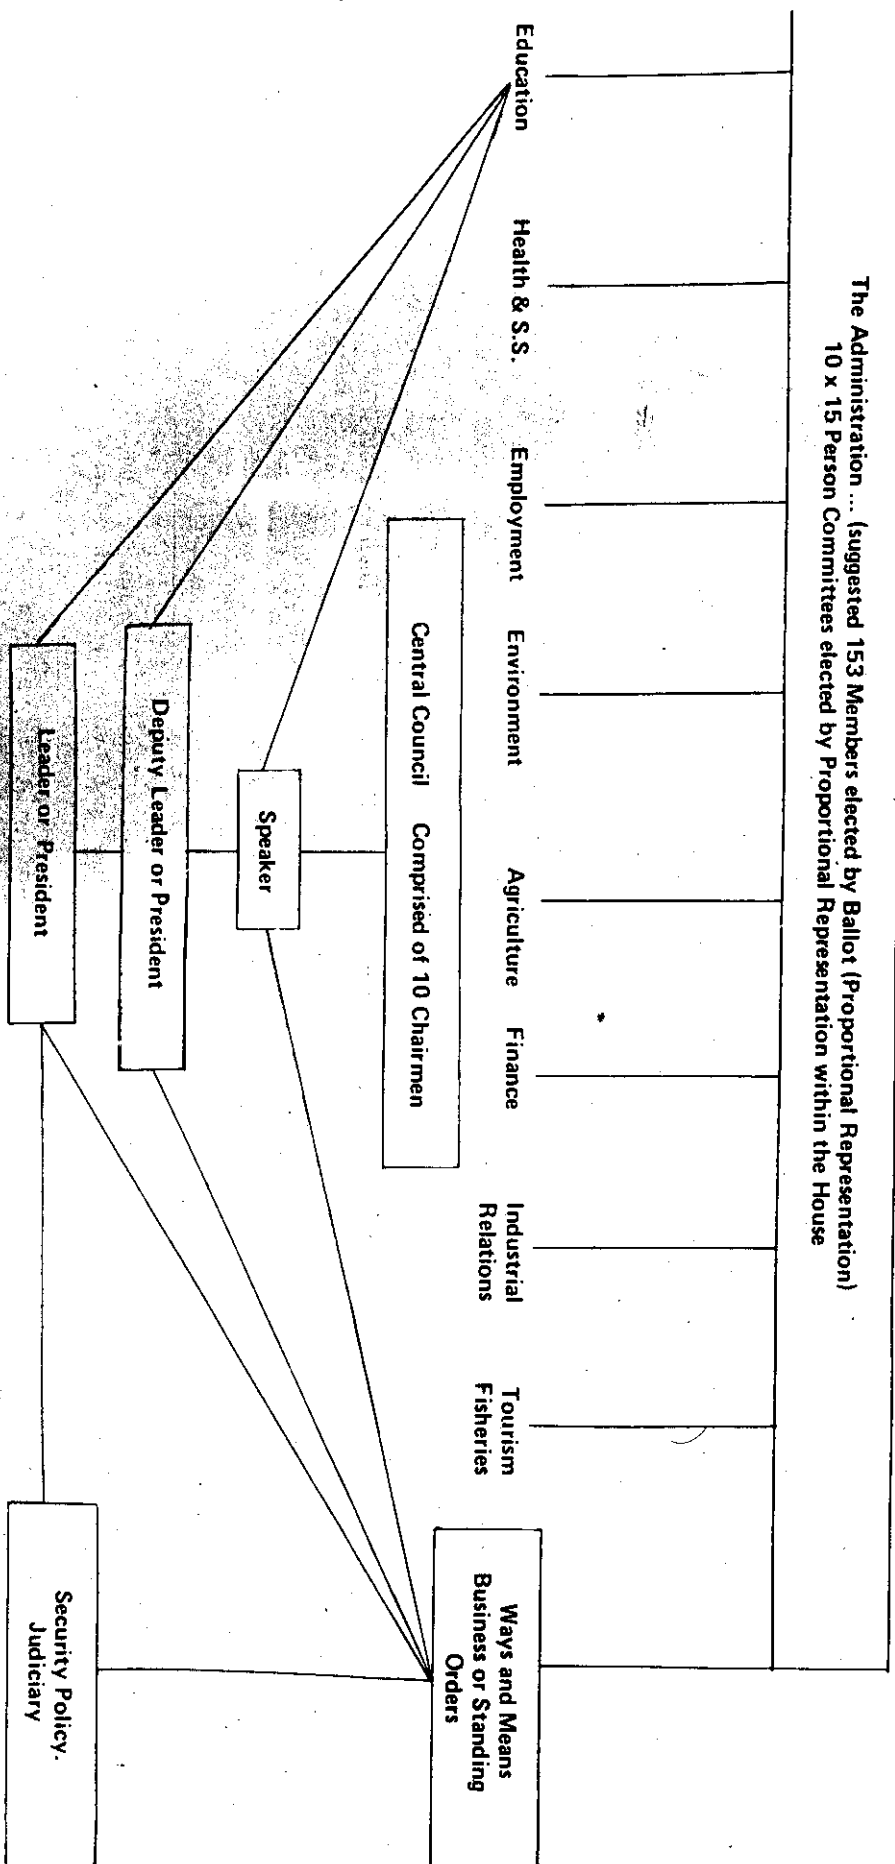 The Administration ... (suggested 153 Members elected by Ballot (Proportional Representation)
10 x 15 Person Committees elected by Proportional Representation within the House
Education
Health & S.S.
Employment
Environment
Agriculture
Finance
Industrial
Relations
Tourism
Fisheries
Ways and Means
Business or Standing
Orders
Central Council Comprised of 10 Chairmen
Speaker
Deputy Leader or President
Leader or President
Security Policy.
Judiciary